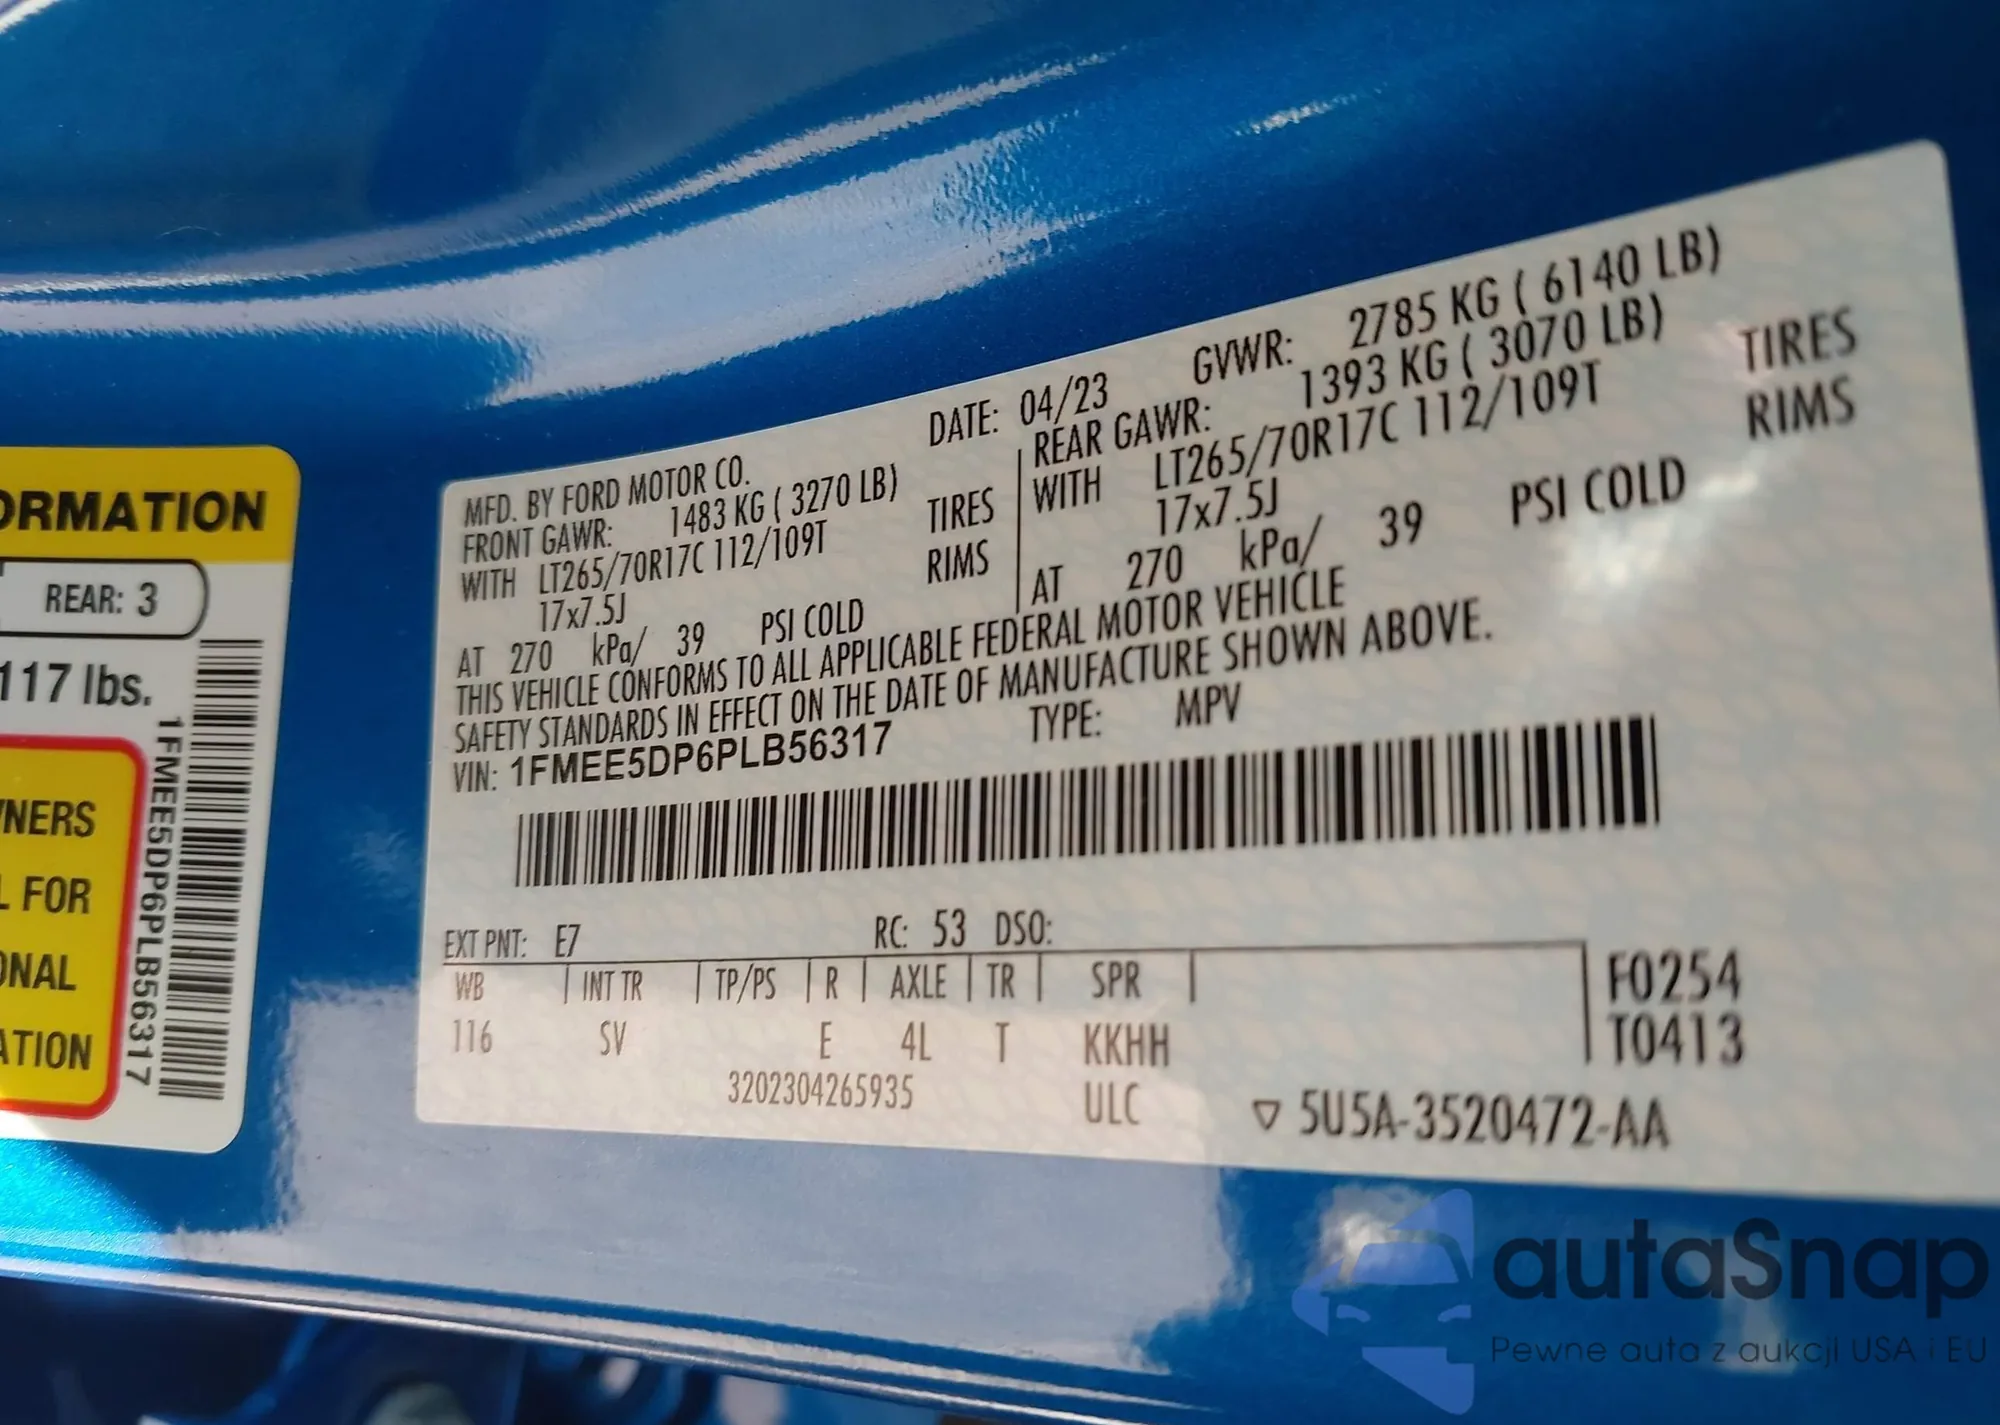 ORMATION
REAR: 3
117 lbs.
NERS
L FOR
ONAL
ATION
1FMEE5DP6PLB56317
MFD. BY FORD MOTOR CO.
DATE: 04/23
GVWR: 2785 KG ( 6140 LB)
FRONT GAWR: 1483 KG ( 3270 LB)
WITH LT265/70R17C 112/109T TIRES
17x7.5J RIMS
AT 270 kPa/ 39 PSI COLD
REAR GAWR: 1393 KG ( 3070 LB)
WITH LT265/70R17C 112/109T TIRES
17x7.5J RIMS
AT 270 kPa/ 39 PSI COLD
THIS VEHICLE CONFORMS TO ALL APPLICABLE FEDERAL MOTOR VEHICLE
SAFETY STANDARDS IN EFFECT ON THE DATE OF MANUFACTURE SHOWN ABOVE.
VIN: 1FMEE5DP6PLB56317 TYPE: MPV
EXT PNT: E7 RC: 53 DSO:
WB | INT TR | TP/PS | R | AXLE | TR | SPR | F0254
116 SV E 4L T KKHH T0413
3202304265935 ULC ▽ 5U5A-3520472-AA
autaSnap
Pewne auta z aukcji USA i EU